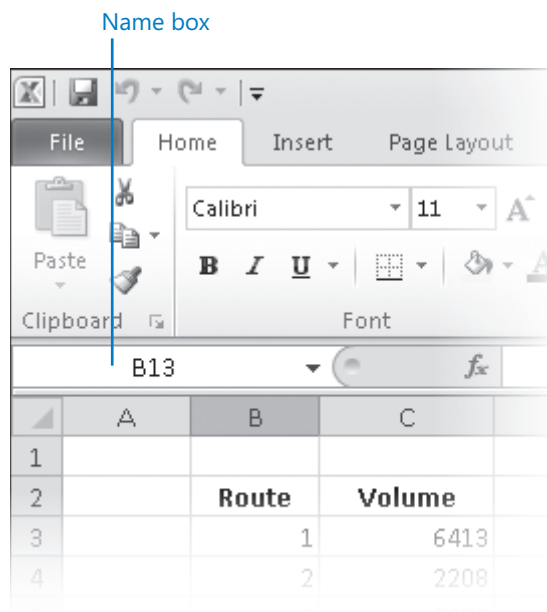 Name box
File Home Insert Page Layout
Calibri 11 A
Paste B I U A
Clipboard Font
B13 fx
A B C
1
2 Route Volume
3 1 6413
4 2 2208